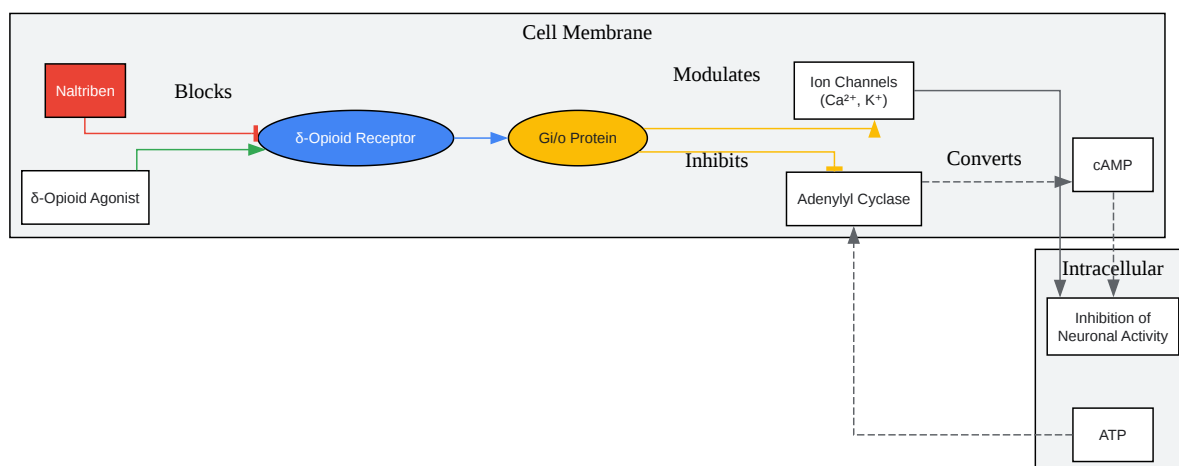 Cell Membrane
Naltriben
Blocks
Modulates
Ion Channels
(Ca²⁺, K⁺)
δ-Opioid Receptor
Gi/o Protein
Inhibits
Converts
cAMP
δ-Opioid Agonist
Adenylyl Cyclase
Intracellular
Inhibition of
Neuronal Activity
ATP